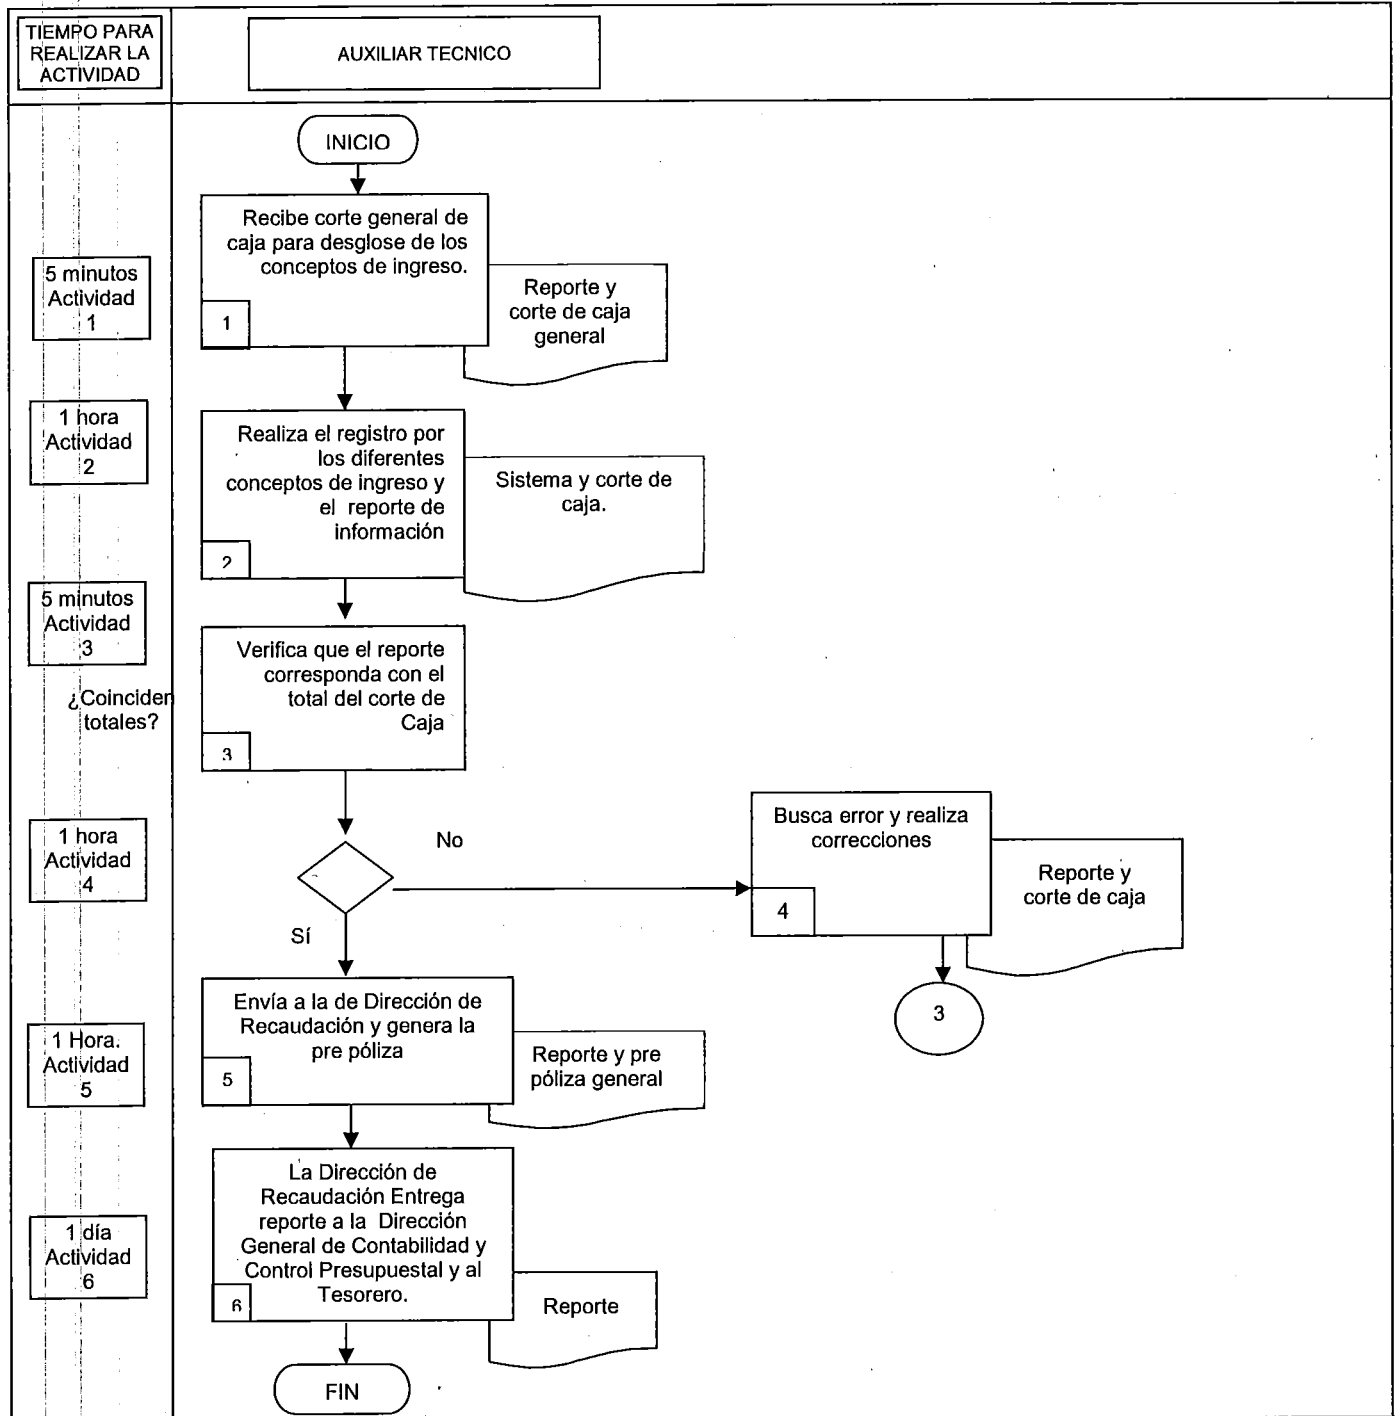 TIEMPO PARA
REALIZAR LA
ACTIVIDAD
AUXILIAR TECNICO
INICIO
Recibe corte general de
caja para desglose de los
conceptos de ingreso.
1
Reporte y
corte de caja
general
5 minutos
Actividad
1
1 hora
Actividad
2
Realiza el registro por
los diferentes
conceptos de ingreso y
el reporte de
información
2
Sistema y corte de
caja.
5 minutos
Actividad
3
Verifica que el reporte
corresponda con el
total del corte de
Caja
3
¿Coinciden
totales?
1 hora
Actividad
4
No
Sí
Busca error y realiza
correcciones
4
Reporte y
corte de caja
3
Envía a la de Dirección de
Recaudación y genera la
pre póliza
5
Reporte y pre
póliza general
1 Hora.
Actividad
5
La Dirección de
Recaudación Entrega
reporte a la Dirección
General de Contabilidad y
Control Presupuestal y al
Tesorero.
6
Reporte
1 día
Actividad
6
FIN